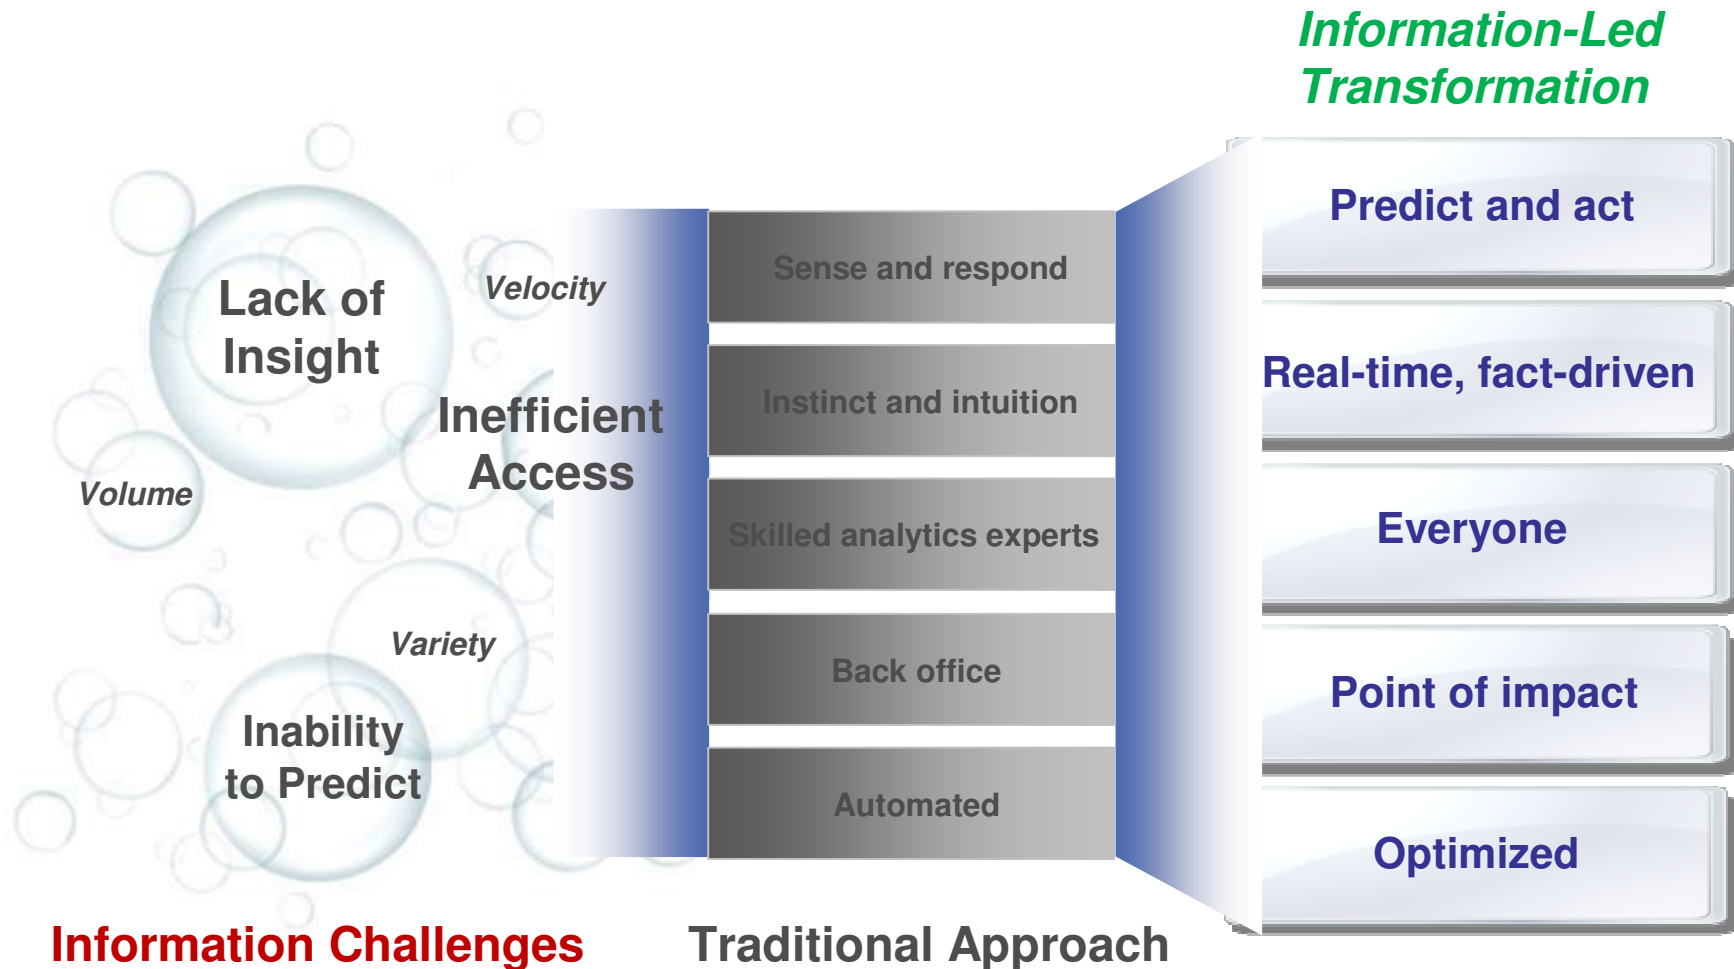 Information-Led
Transformation
Lack of
Insight
Velocity
Inefficient
Access
Volume
Variety
Inability
to Predict
Information Challenges
Sense and respond
Instinct and intuition
Skilled analytics experts
Back office
Automated
Traditional Approach
Predict and act
Real-time, fact-driven
Everyone
Point of impact
Optimized